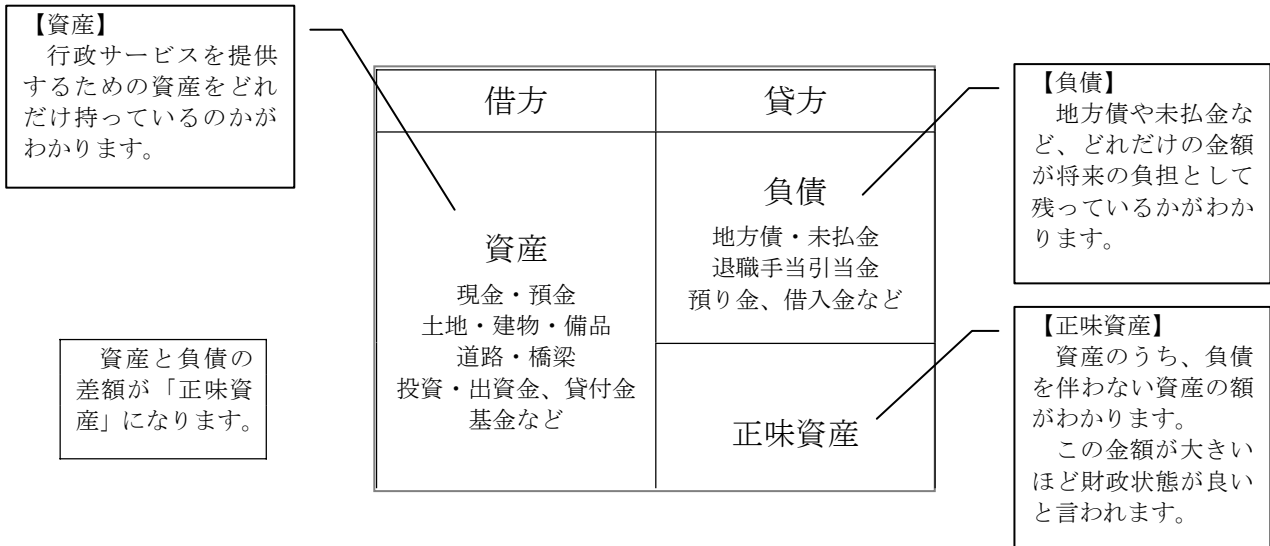 【資産】
行政サービスを提供
するための資産をどれ
だけ持っているのかが
わかります。
借方
貸方
資産
現金・預金
土地・建物・備品
道路・橋梁
投資・出資金、貸付金
基金など
負債
地方債・未払金
退職手当引当金
預り金、借入金など
正味資産
【負債】
地方債や未払金な
ど、どれだけの金額
が将来の負担として
残っているかがわか
ります。
資産と負債の
差額が「正味資
産」になります。
【正味資産】
資産のうち、負債
を伴わない資産の額
がわかります。
この金額が大きい
ほど財政状態が良い
と言われます。